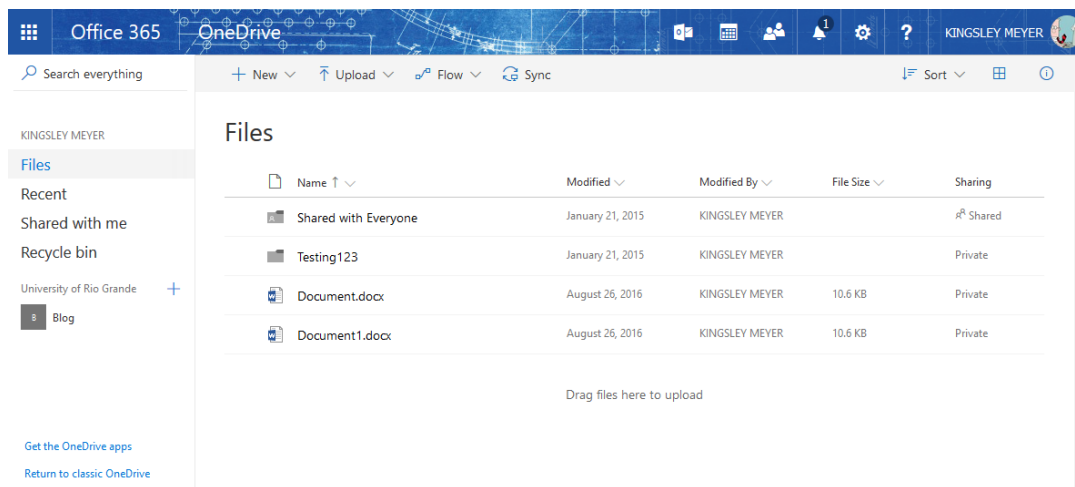 Office 365 OneDrive 1 ? KINGSLEY MEYER
Search everything
New Upload Flow Sync Sort
KINGSLEY MEYER
Files
Recent
Shared with me
Recycle bin
University of Rio Grande
B Blog
Get the OneDrive apps
Return to classic OneDrive
Files
Name Modified Modified By File Size Sharing
Shared with Everyone January 21, 2015 KINGSLEY MEYER Shared
Testing123 January 21, 2015 KINGSLEY MEYER Private
Document.docx August 26, 2016 KINGSLEY MEYER 10.6 KB Private
Document1.docx August 26, 2016 KINGSLEY MEYER 10.6 KB Private
Drag files here to upload